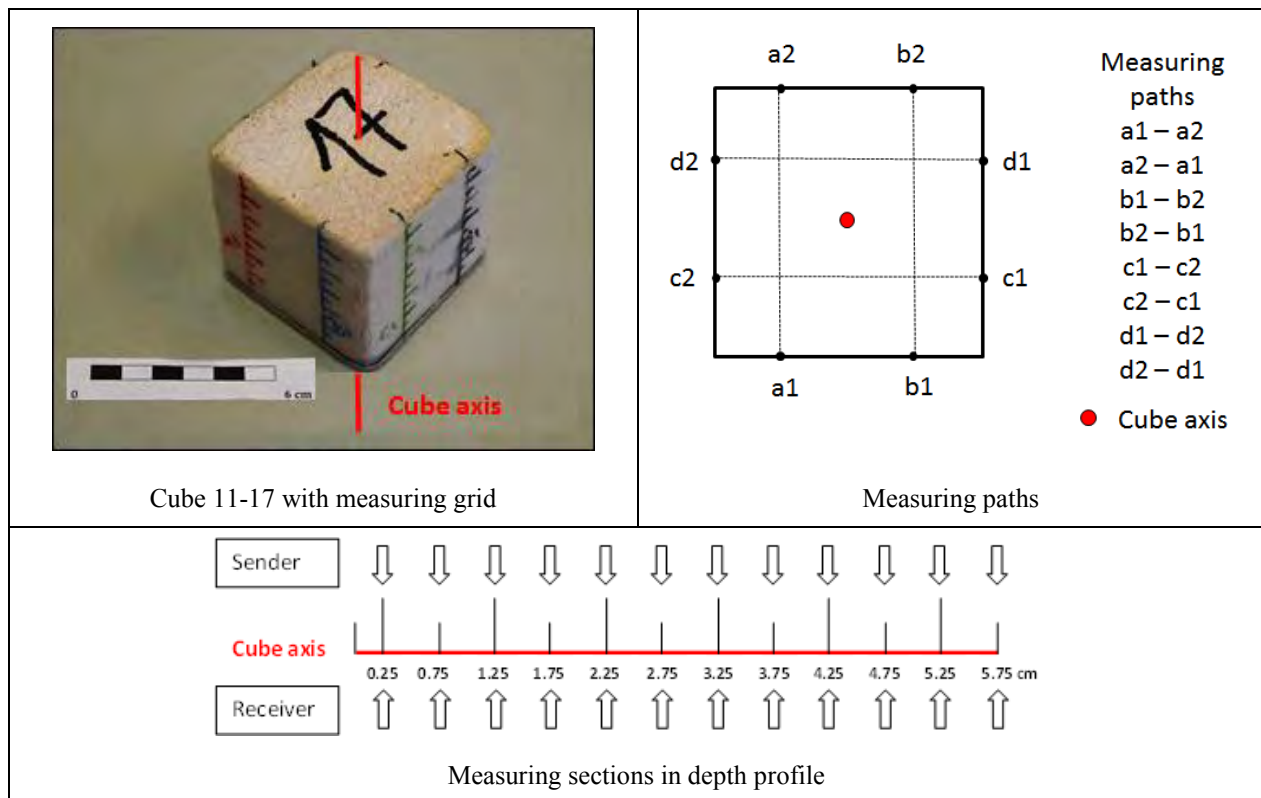 17
0
6 cm
Cube axis
Cube 11-17 with measuring grid
a2
b2
d2
d1
c2
c1
a1
b1
Measuring
paths
a1 – a2
a2 – a1
b1 – b2
b2 – b1
c1 – c2
c2 – c1
d1 – d2
d2 – d1
Cube axis
Measuring paths
Sender
Cube axis
0.25 0.75 1.25 1.75 2.25 2.75 3.25 3.75 4.25 4.75 5.25 5.75 cm
Receiver
Measuring sections in depth profile